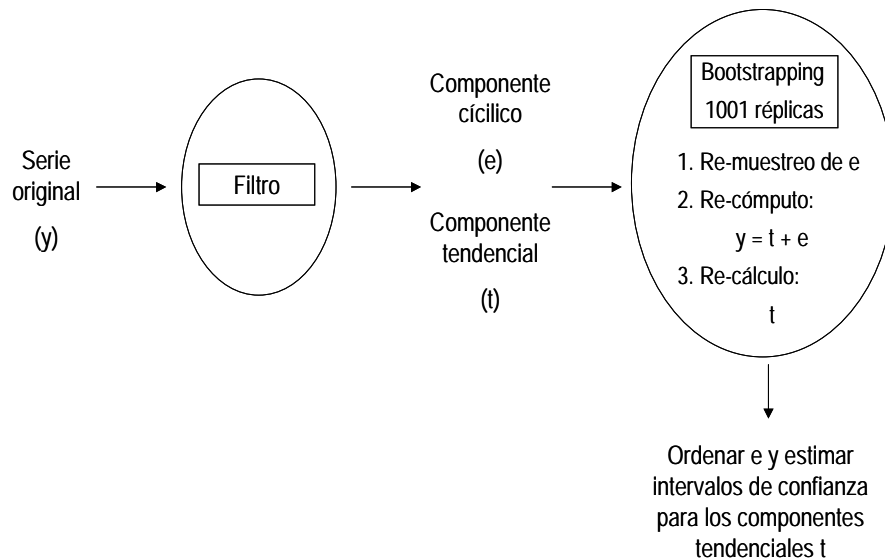 Serie
original
(y)
Filtro
Componente
cícilico
(e)
Componente
tendencial
(t)
Bootstrapping
1001 réplicas
1. Re-muestreo de e
2. Re-cómputo:
y = t + e
3. Re-cálculo:
t
Ordenar e y estimar
intervalos de confianza
para los componentes
tendenciales t